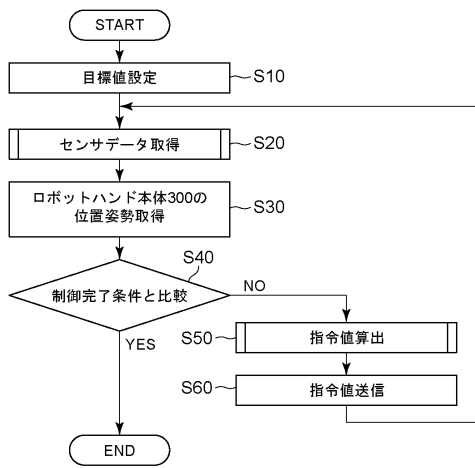 START
目標値設定
S10
センサデータ取得
S20
ロボットハンド本体300の
位置姿勢取得
S30
S40
制御完了条件と比較
NO
YES
S50
指令値算出
S60
指令値送信
END